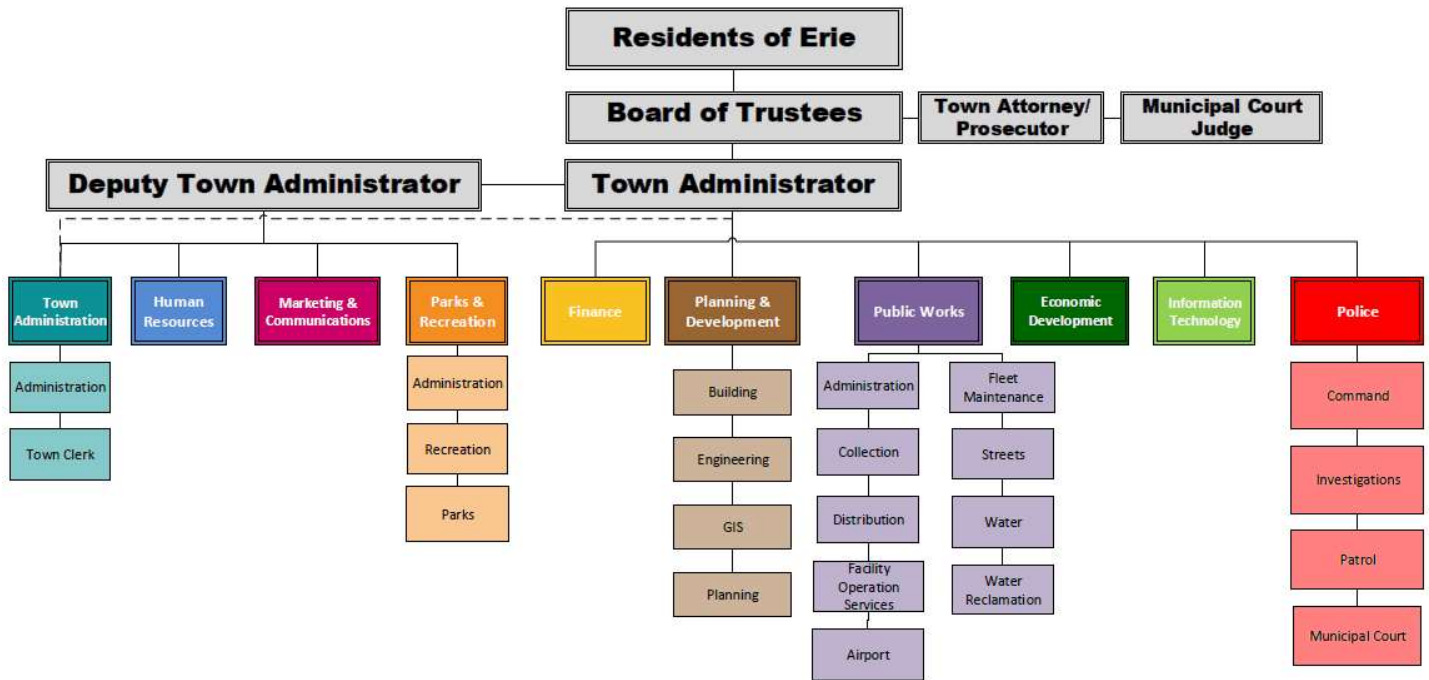 Residents of Erie
Board of Trustees
Town Attorney/
Prosecutor
Municipal Court
Judge
Deputy Town Administrator
Town Administrator
Town
Administration
Human
Resources
Marketing &
Communications
Parks &
Recreation
Finance
Planning &
Development
Public Works
Economic
Development
Information
Technology
Police
Administration
Town Clerk
Administration
Recreation
Parks
Building
Engineering
GIS
Planning
Administration
Collection
Distribution
Facility
Operation
Services
Airport
Fleet
Maintenance
Streets
Water
Water
Reclamation
Command
Investigations
Patrol
Municipal Court